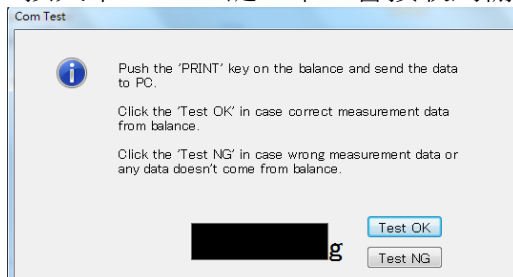 Com Test
Push the 'PRINT' key on the balance and send the data
to PC.
Click the 'Test OK' in case correct measurement data
from balance.
Click the 'Test NG' in case wrong measurement data or
any data doesn't come from balance.
g
Test OK
Test NG